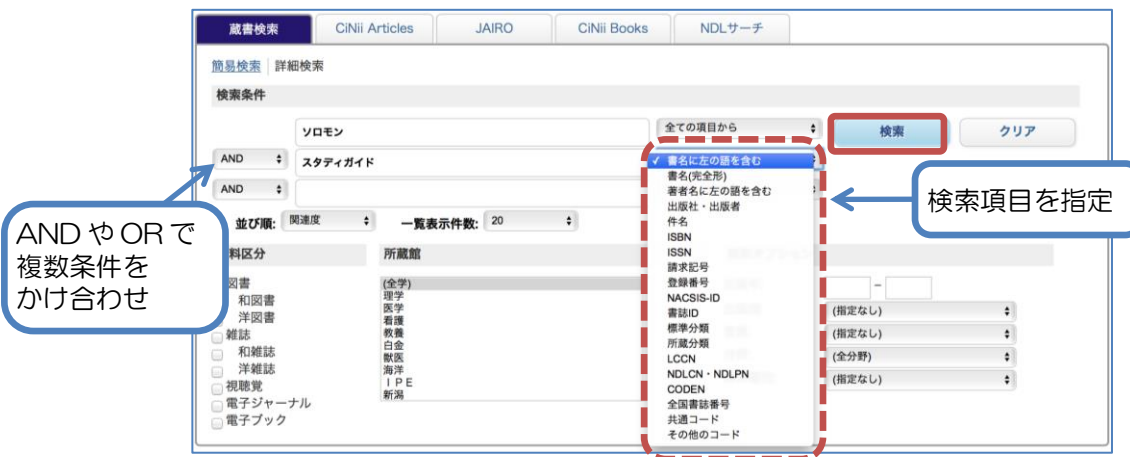 蔵書検索 CiNii Articles JAIRO CiNii Books NDLサーチ
簡易検索 詳細検索
検索条件
ソロモン 全ての項目から 検索 クリア
AND スタディガイド
AND
並び順: 関連度 一覧表示件数: 20
料区分 所蔵館
図書
和図書
洋図書
雑誌
和雑誌
洋雑誌
視聴覚
電子ジャーナル
電子ブック
(全学)
理学
医学
看護
教養
白金
獣医
海洋
IPE
新潟
✓ 書名に左の語を含む
書名(完全形)
著者名に左の語を含む
出版社・出版者
件名
ISBN
ISSN
請求記号
登録番号
NACSIS-ID
書誌ID
標準分類
所蔵分類
LCCN
NDLCN・NDLPN
CODEN
全国書誌番号
共通コード
その他のコード
–
(指定なし)
(指定なし)
(全分野)
(指定なし)
AND や OR で
複数条件を
かけ合わせ
検索項目を指定